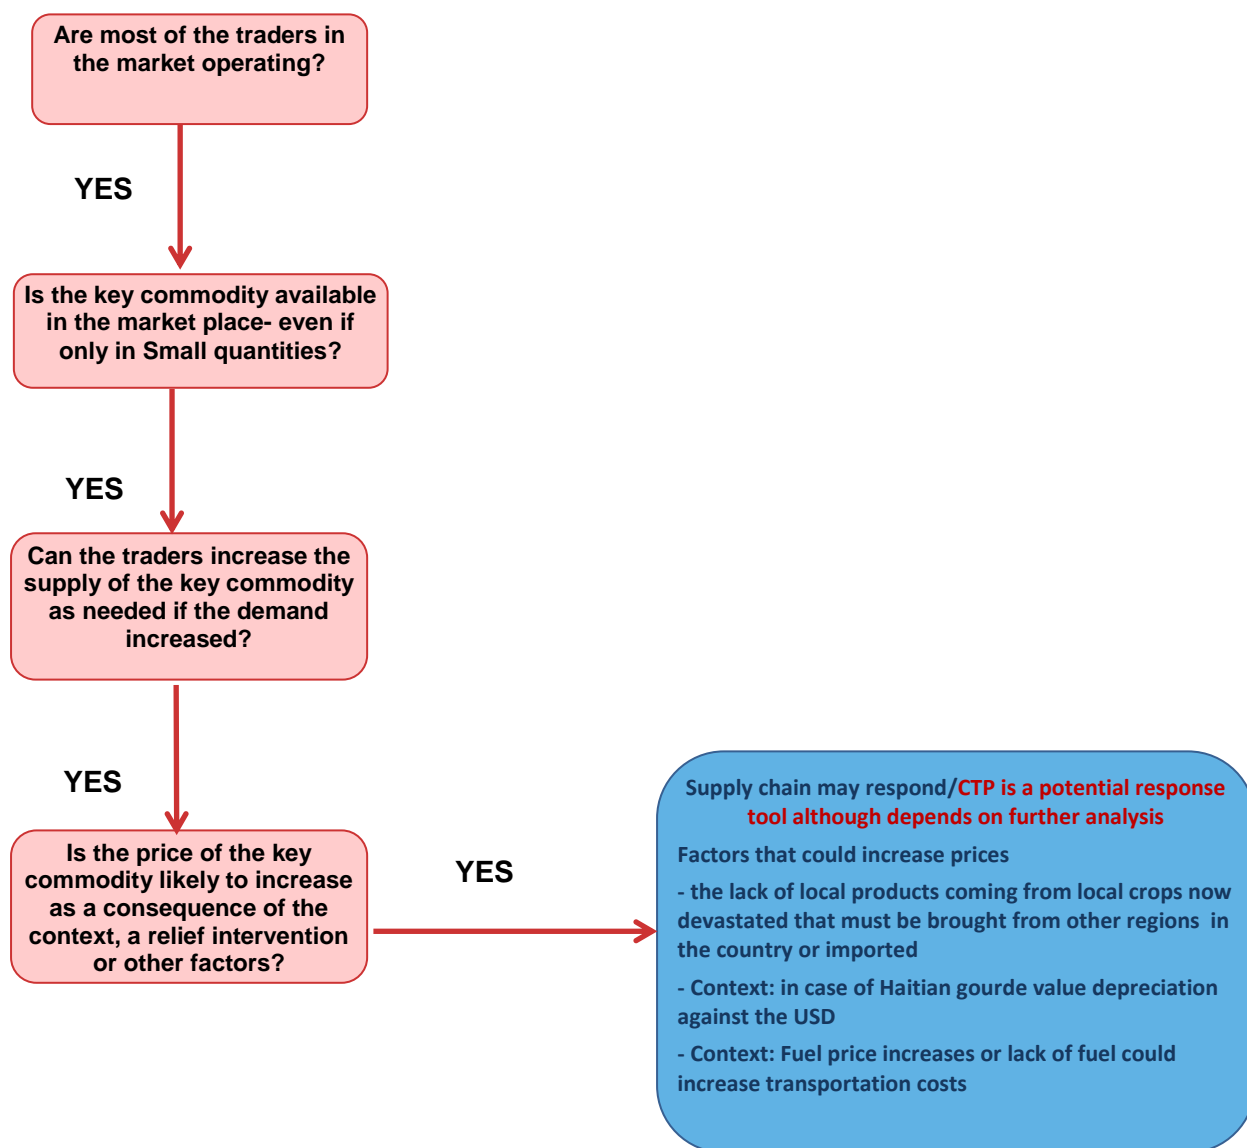 Are most of the traders in
the market operating?
YES
Is the key commodity available
in the market place- even if
only in Small quantities?
YES
Can the traders increase the
supply of the key commodity
as needed if the demand
increased?
YES
Is the price of the key
commodity likely to increase
as a consequence of the
context, a relief intervention
or other factors?
YES
Supply chain may respond/CTP is a potential response
tool although depends on further analysis
Factors that could increase prices
- the lack of local products coming from local crops now
devastated that must be brought from other regions in
the country or imported
- Context: in case of Haitian gourde value depreciation
against the USD
- Context: Fuel price increases or lack of fuel could
increase transportation costs